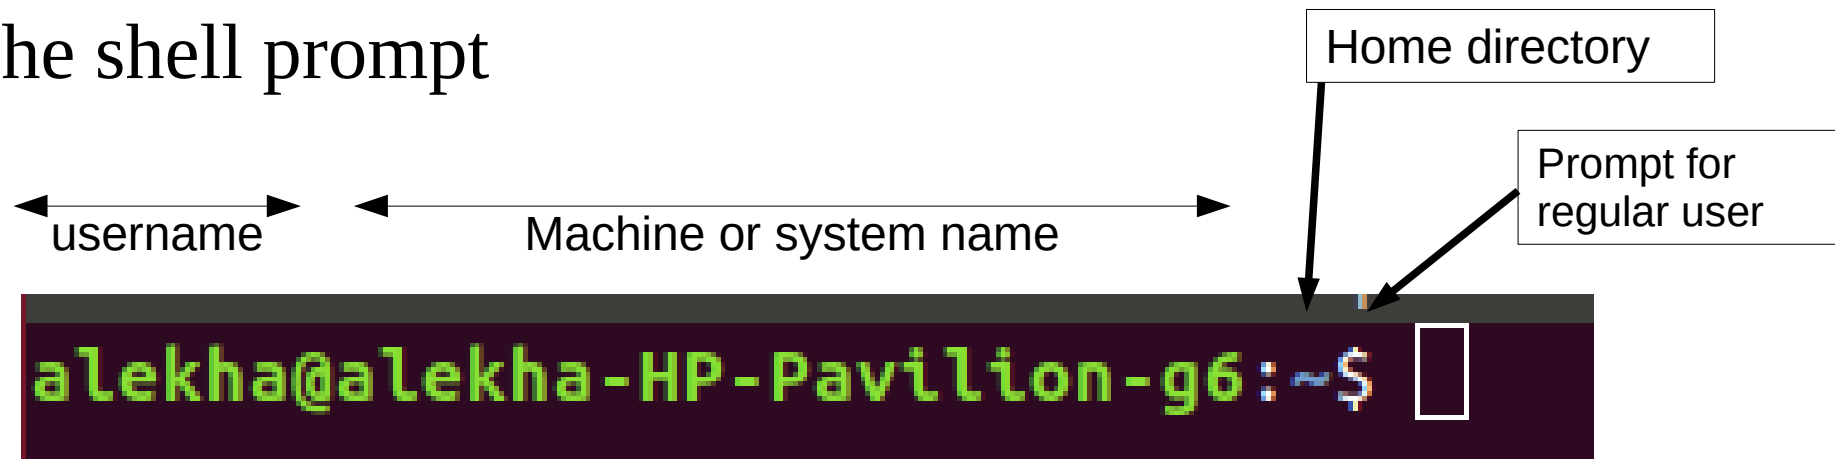 he shell prompt
Home directory
Prompt for
regular user
username
Machine or system name
alekha@alekha-HP-Pavilion-g6:~$